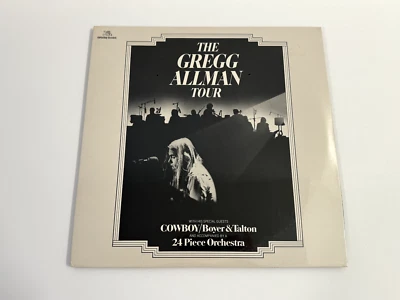 THE
GREGG
ALLMAN
TOUR
WITH HIS SPECIAL GUESTS
COWBOY/Boyer & Talton
AND ACCOMPANIED BY A
24 Piece Orchestra